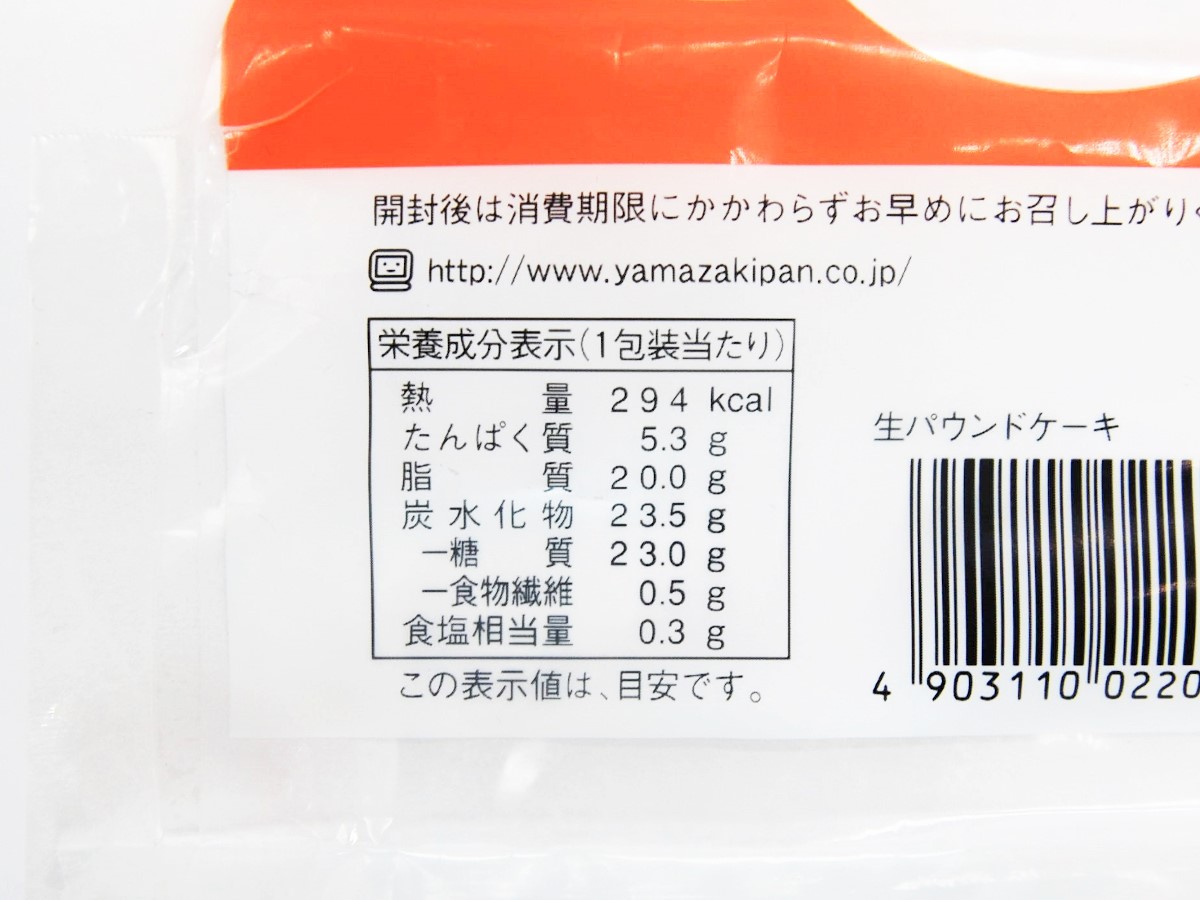 開封後は消費期限にかかわらずお早めにお召し上がり
http://www.yamazakipan.co.jp/
栄養成分表示(1包装当たり)
熱量 294 kcal
たんぱく質 5.3 g
脂質 20.0 g
炭水化物 23.5 g
−糖質 23.0 g
−食物繊維 0.5 g
食塩相当量 0.3 g
この表示値は、目安です。
生パウンドケーキ
4 903110 0220